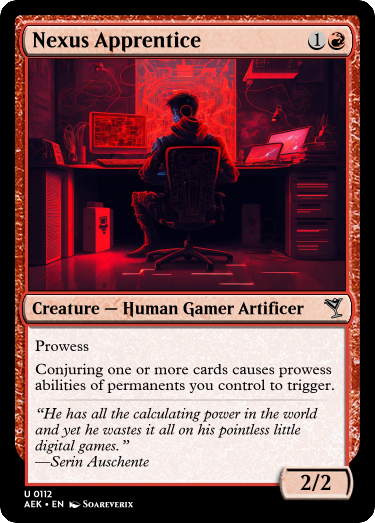 Nexus Apprentice 1
Creature — Human Gamer Artificer
Prowess
Conjuring one or more cards causes prowess
abilities of permanents you control to trigger.
“He has all the calculating power in the world
and yet he wastes it all on his pointless little
digital games.”
—Serin Auschente
2/2
U 0112
AEK • EN Soareverix